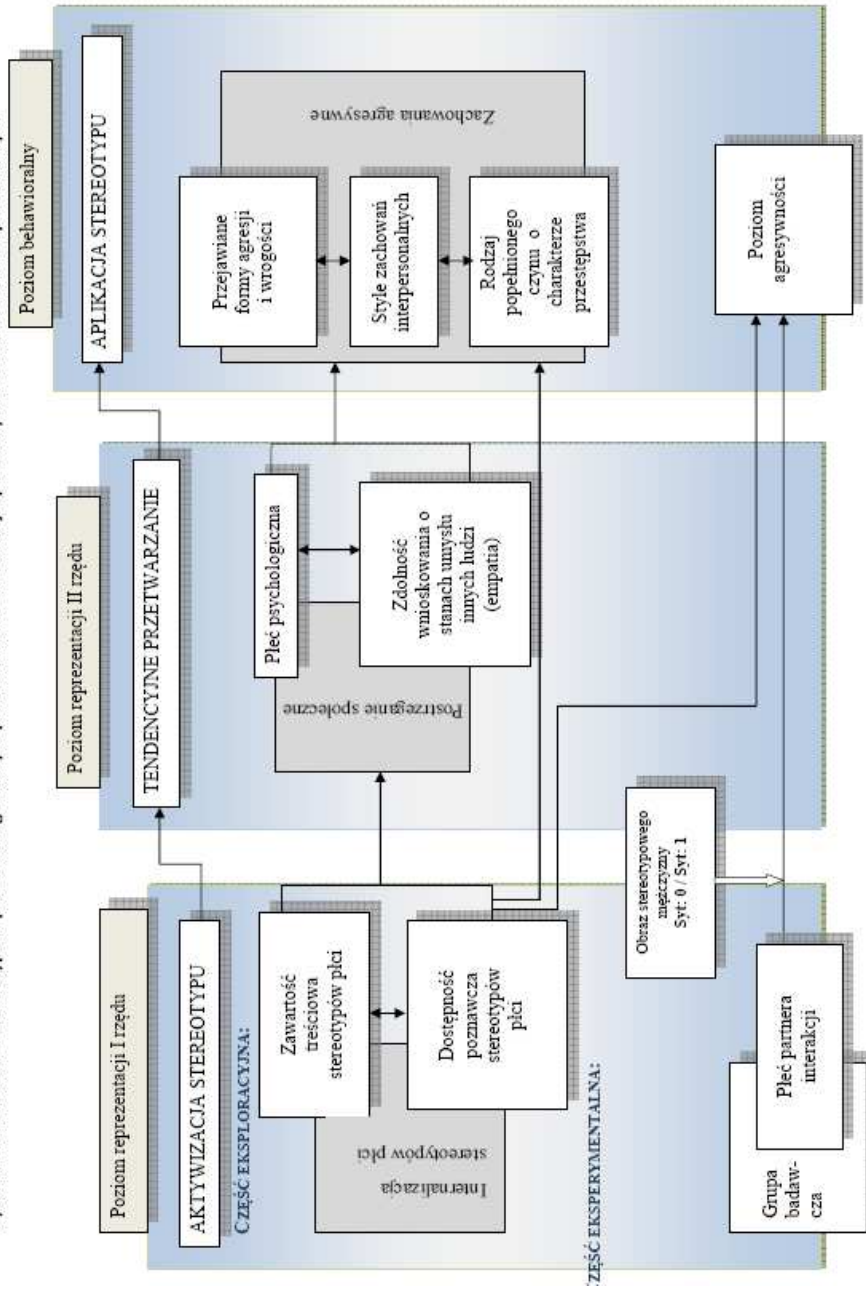 Poziom reprezentacji I rzędu
AKTYWIZACJA STEREOTYPU
CZĘŚĆ EKSPLORACYJNA:
Internalizacja
stereotypów płci
Zawartość
treściowa
stereotypów płci
Dostępność
poznawcza
stereotypów
płci
CZĘŚĆ EKSPERYMENTALNA:
Grupa
badaw-
cza
Płeć partnera
interakcji
Obraz stereotypowego
mężczyzny
Syt: 0 / Syt: 1
Poziom reprezentacji II rzędu
TENDENCYJNE PRZETWARZANIE
Postrzeganie społeczne
Płeć psychologiczna
Zdolność
wnioskowania o
stanach umysłu
innych ludzi
(empatia)
Poziom behawioralny
APLIKACJA STEREOTYPU
Przejawiane
formy agresji
i wrogości
Style zachowań
interpersonalnych
Rodzaj
popełnionego
czynu o
charakterze
przestępstwa
Zachowania agresywne
Poziom
agresywności